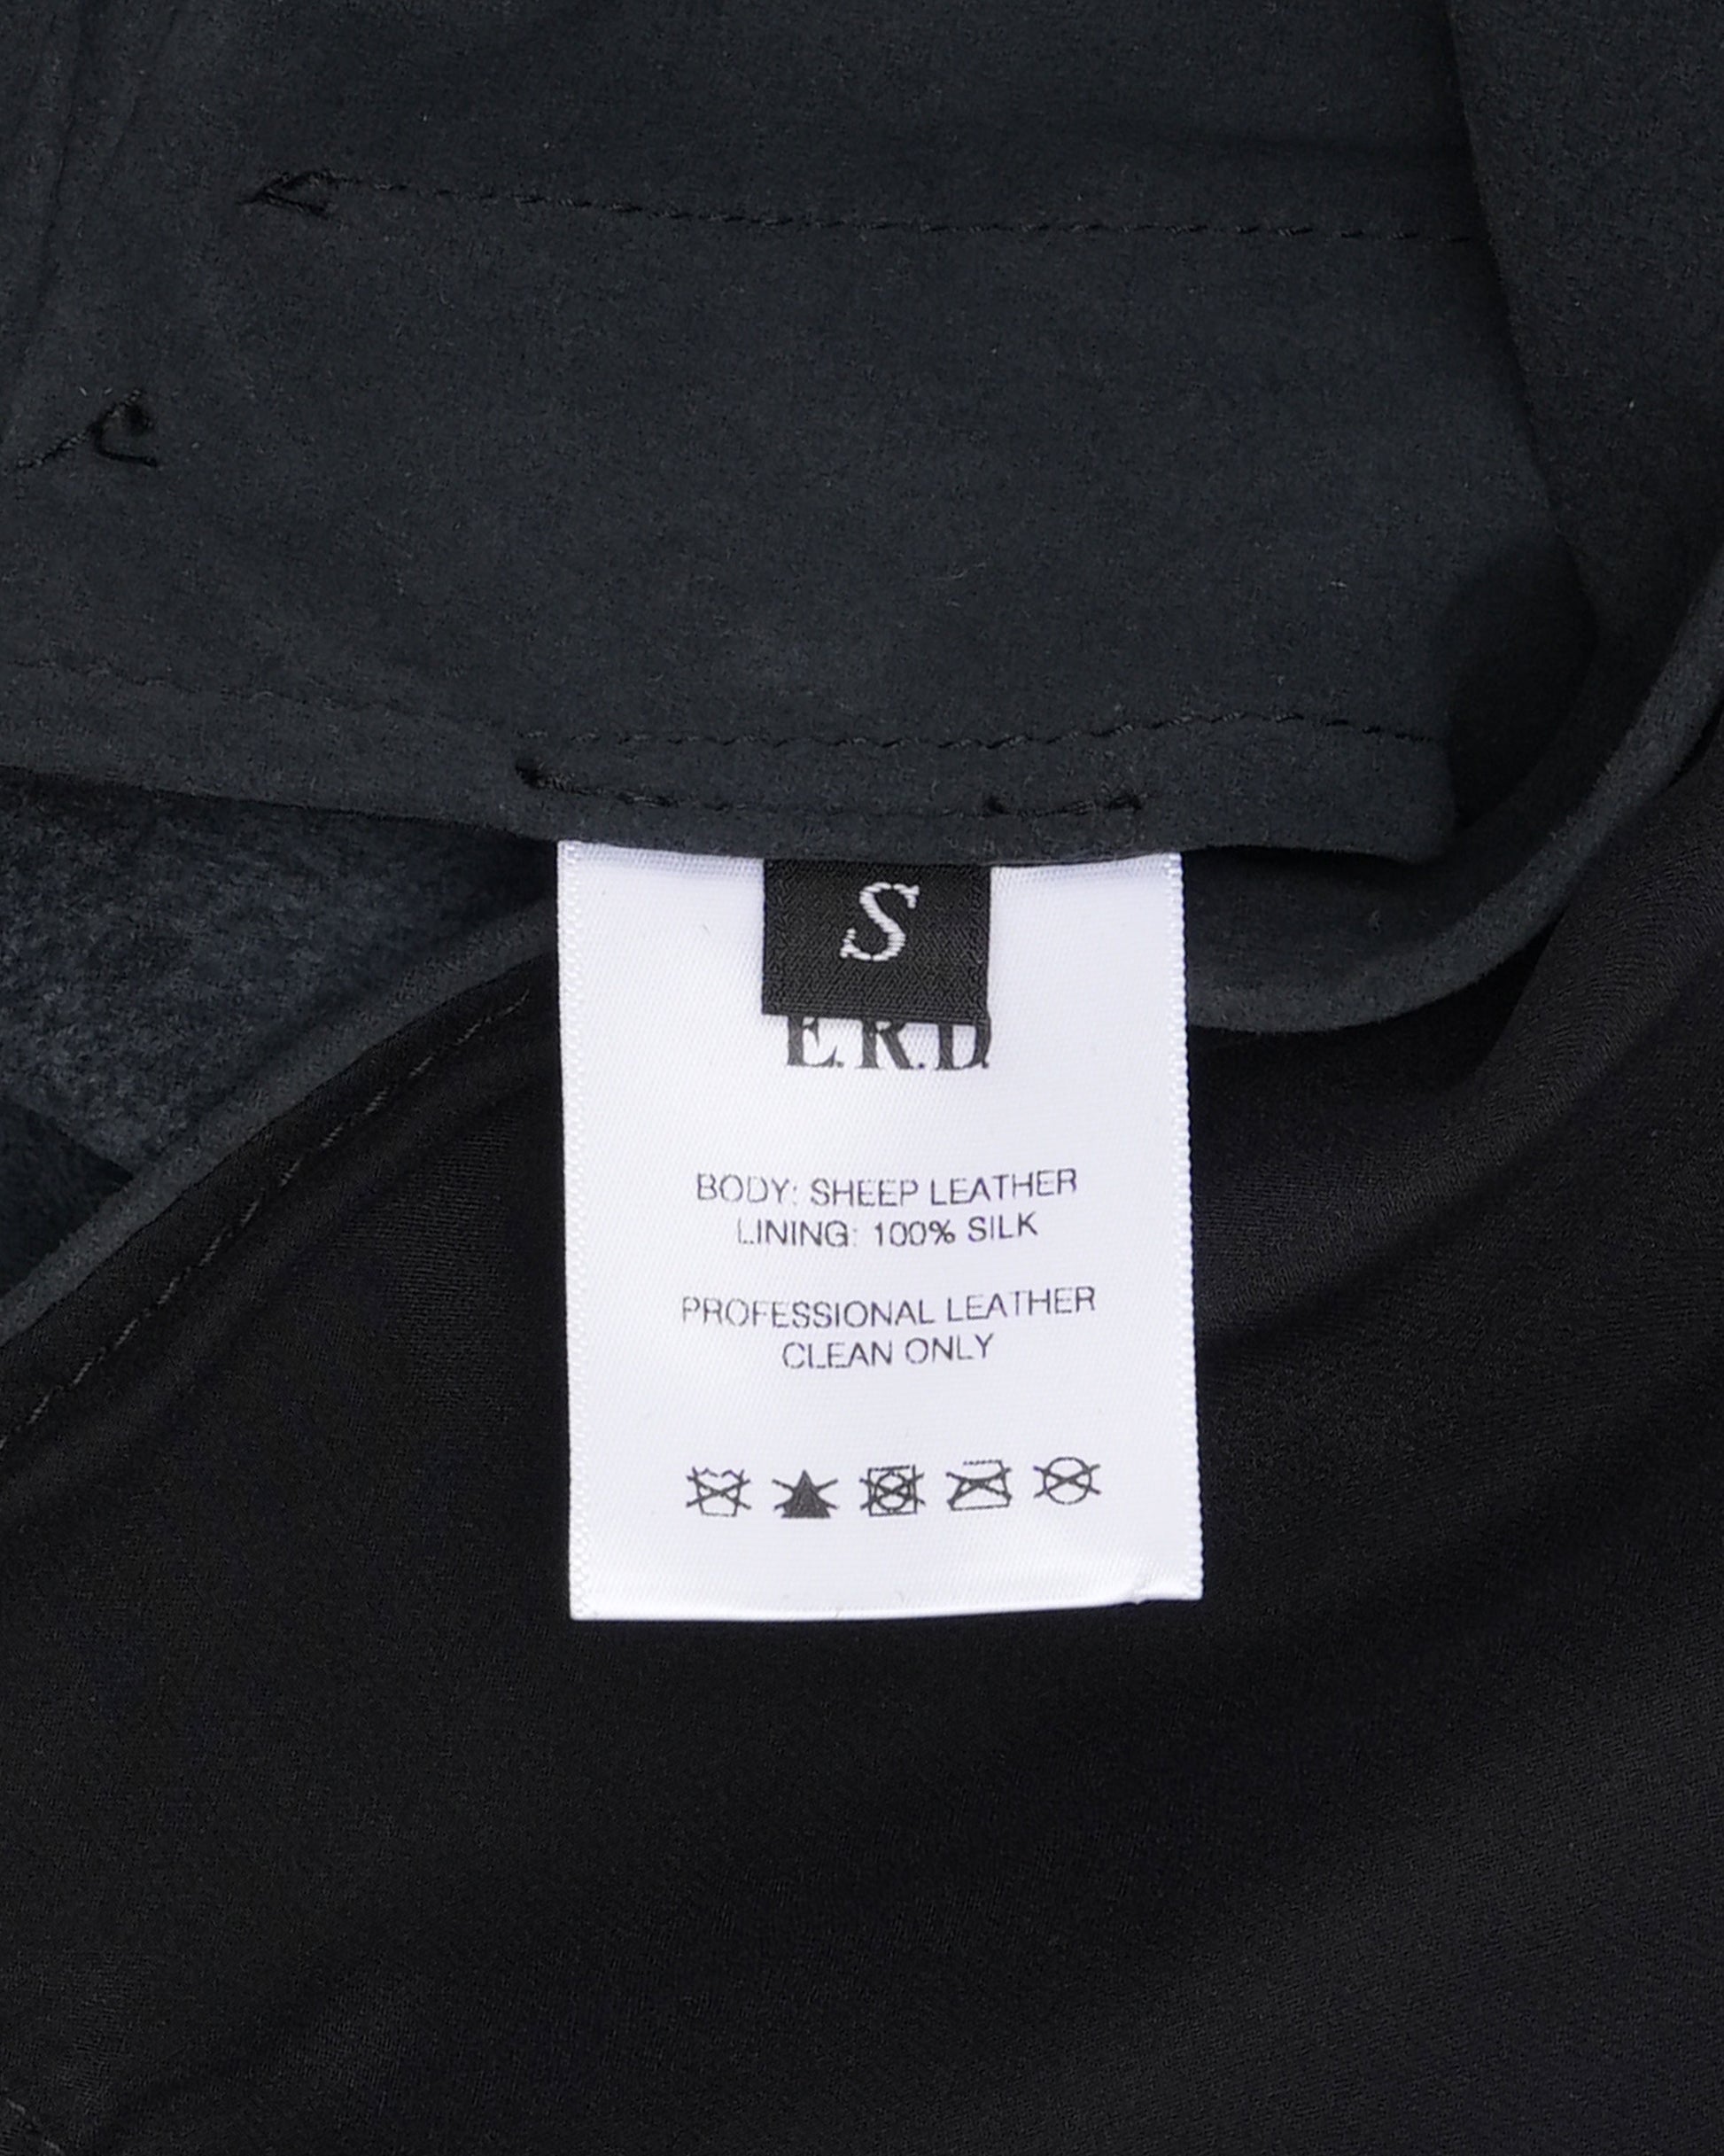 S
E.R.D.
BODY: SHEEP LEATHER
LINING: 100% SILK
PROFESSIONAL LEATHER
CLEAN ONLY